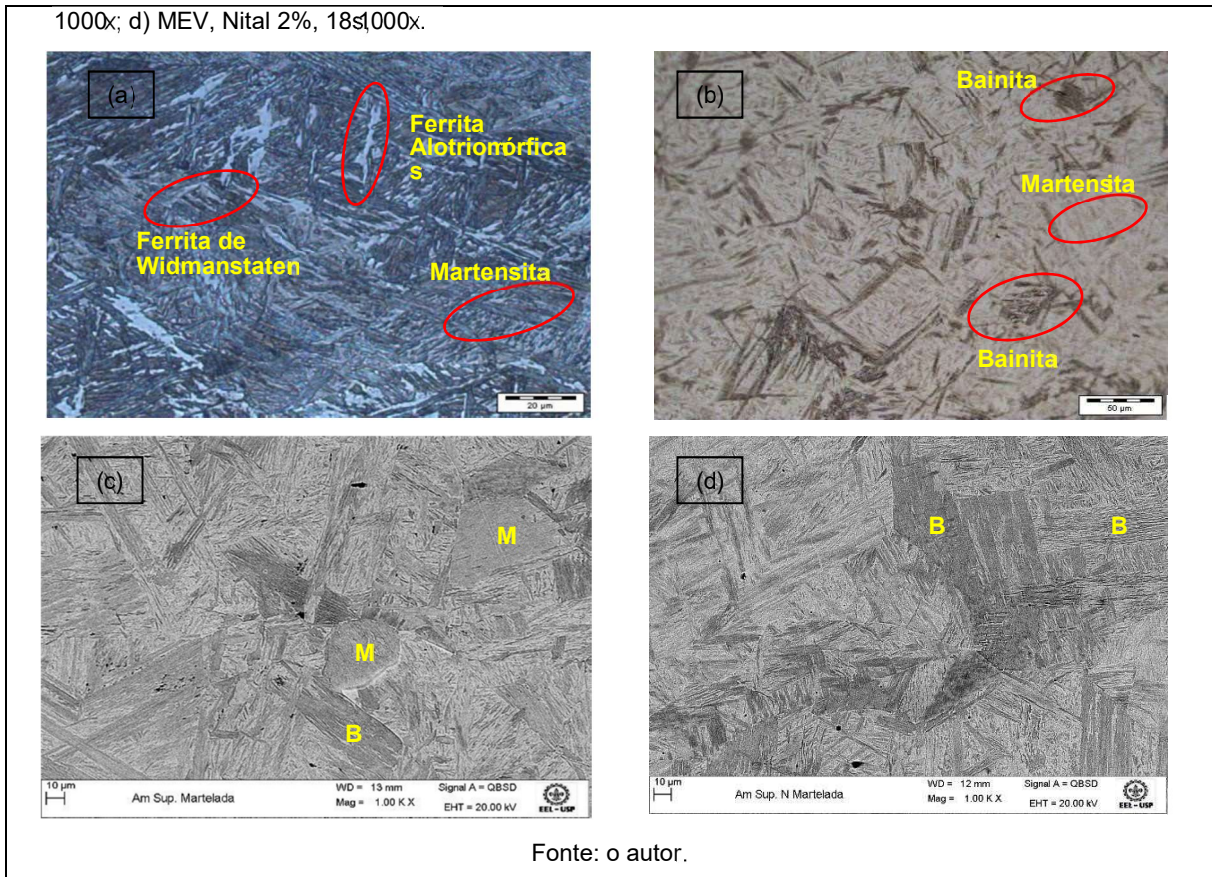 1000x; d) MEV, Nital 2%, 18s,1000x.
(a)
Ferrita
Alotriomórfica
s
Ferrita de
Widmanstaten
Martensita
20 µm
(b)
Bainita
Martensita
Bainita
50 µm
(c)
M
M
B
10 µm
Am Sup. Martelada
WD = 13 mm
Signal A = QBSD
Mag = 1.00 K X
EHT = 20.00 kV
EEL - USP
(d)
B
B
10 µm
Am Sup. N Martelada
WD = 12 mm
Signal A = QBSD
Mag = 1.00 K X
EHT = 20.00 kV
EEL - USP
Fonte: o autor.